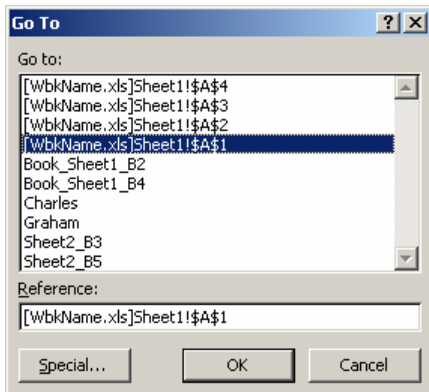 Go To
Go to:
[WbkName.xls]Sheet1!$A$4
[WbkName.xls]Sheet1!$A$3
[WbkName.xls]Sheet1!$A$2
[WbkName.xls]Sheet1!$A$1
Book_Sheet1_B2
Book_Sheet1_B4
Charles
Graham
Sheet2_B3
Sheet2_B5
Reference:
[WbkName.xls]Sheet1!$A$1
Special... OK Cancel